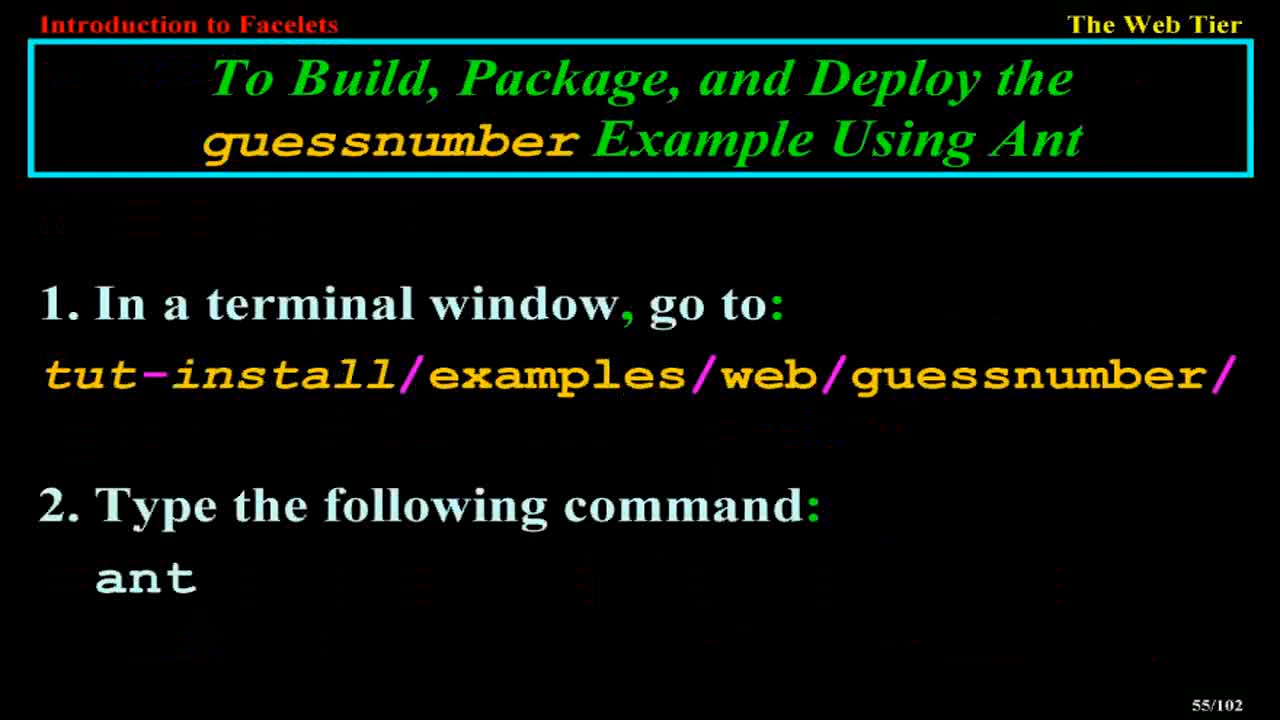 Introduction to Facelets
The Web Tier
To Build, Package, and Deploy the
guessnumber Example Using Ant
1. In a terminal window, go to:
tut-install/examples/web/guessnumber/
2. Type the following command:
ant
55/102